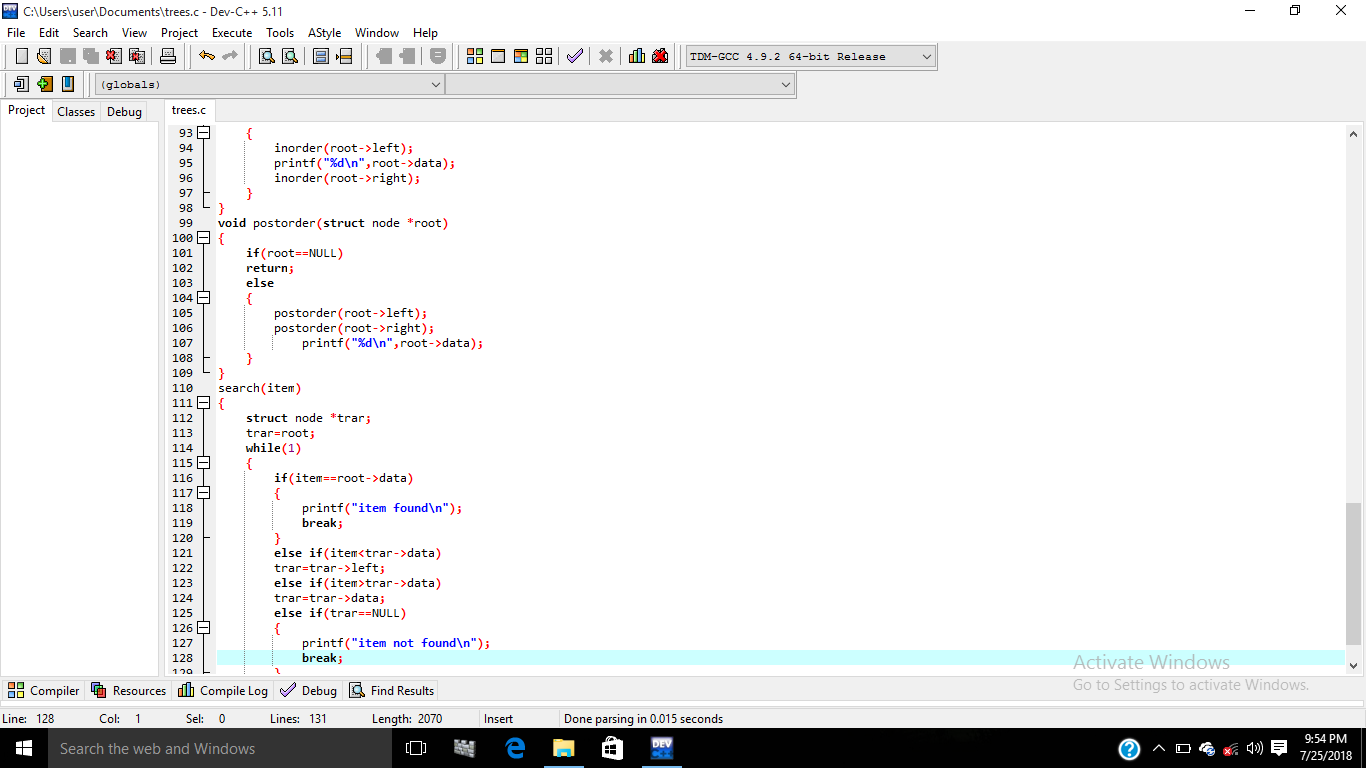 C:\Users\user\Documents\trees.c - Dev-C++ 5.11
File Edit Search View Project Execute Tools AStyle Window Help
TDM-GCC 4.9.2 64-bit Release
(globals)
Project Classes Debug trees.c
93 {
94 inorder(root->left);
95 printf("%d\n",root->data);
96 inorder(root->right);
97 }
98 }
99 void postorder(struct node *root)
100 {
101 if(root==NULL)
102 return;
103 else
104 {
105 postorder(root->left);
106 postorder(root->right);
107 printf("%d\n",root->data);
108 }
109 }
110 search(item)
111 {
112 struct node *trar;
113 trar=root;
114 while(1)
115 {
116 if(item==root->data)
117 {
118 printf("item found\n");
119 break;
120 }
121 else if(item<trar->data)
122 trar=trar->left;
123 else if(item>trar->data)
124 trar=trar->data;
125 else if(trar==NULL)
126 {
127 printf("item not found\n");
128 break;
129 }
Activate Windows
Go to Settings to activate Windows.
Compiler Resources Compile Log Debug Find Results
Line: 128 Col: 1 Sel: 0 Lines: 131 Length: 2070 Insert Done parsing in 0.015 seconds
Search the web and Windows
DEV
9:54 PM
7/25/2018